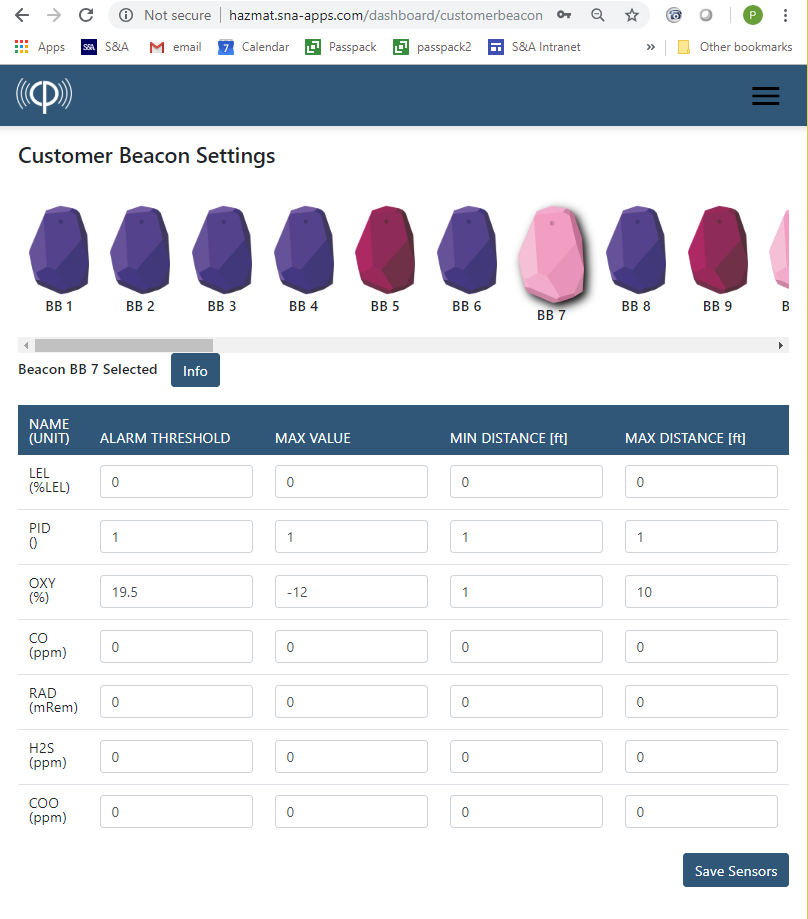 Not secure | hazmat.sna-apps.com/dashboard/customerbeacon
P
Apps
S&A S&A
email
7 Calendar
Passpack
passpack2
S&A Intranet
»
Other bookmarks
Customer Beacon Settings
BB 1
BB 2
BB 3
BB 4
BB 5
BB 6
BB 7
BB 8
BB 9
B
Beacon BB 7 Selected
Info
NAME
(UNIT)
ALARM THRESHOLD
MAX VALUE
MIN DISTANCE [ft]
MAX DISTANCE [ft]
LEL
(%LEL)
0 0 0 0
PID
()
1 1 1 1
OXY
(%)
19.5 -12 1 10
CO
(ppm)
0 0 0 0
RAD
(mRem)
0 0 0 0
H2S
(ppm)
0 0 0 0
COO
(ppm)
0 0 0 0
Save Sensors